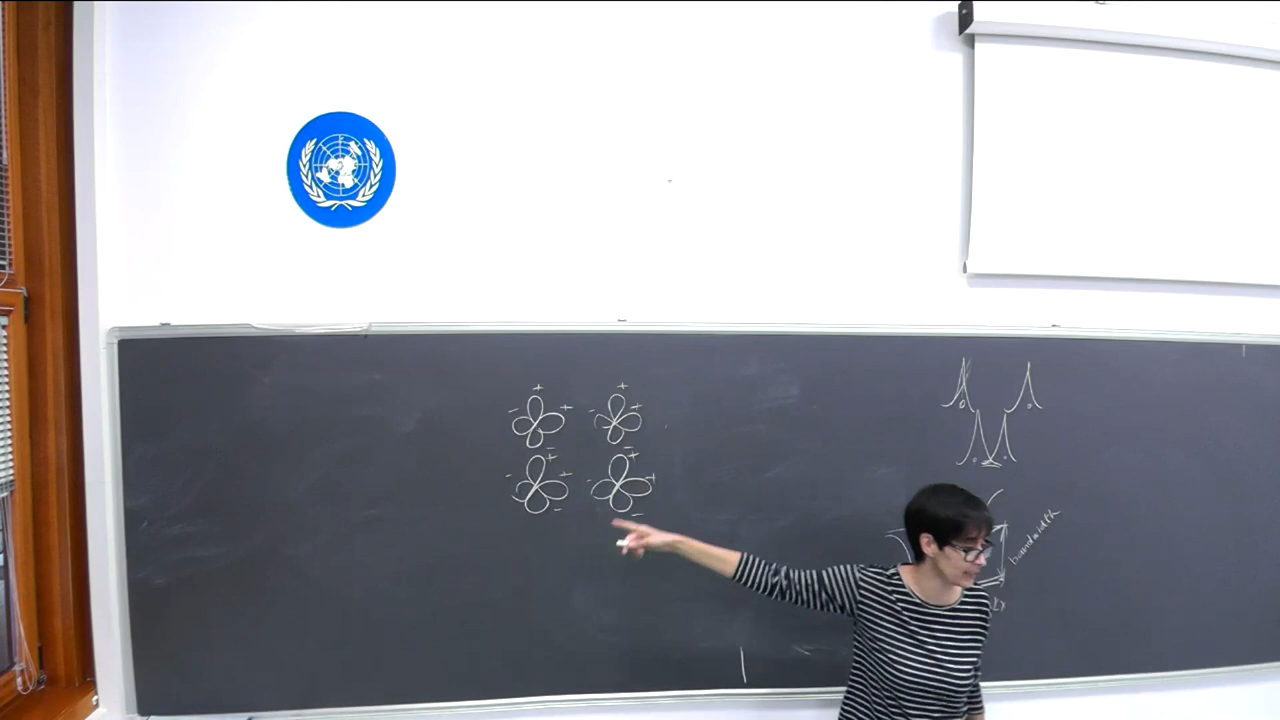 + +
- + - +
- -
+ +
- + - +
- -
bandwidth